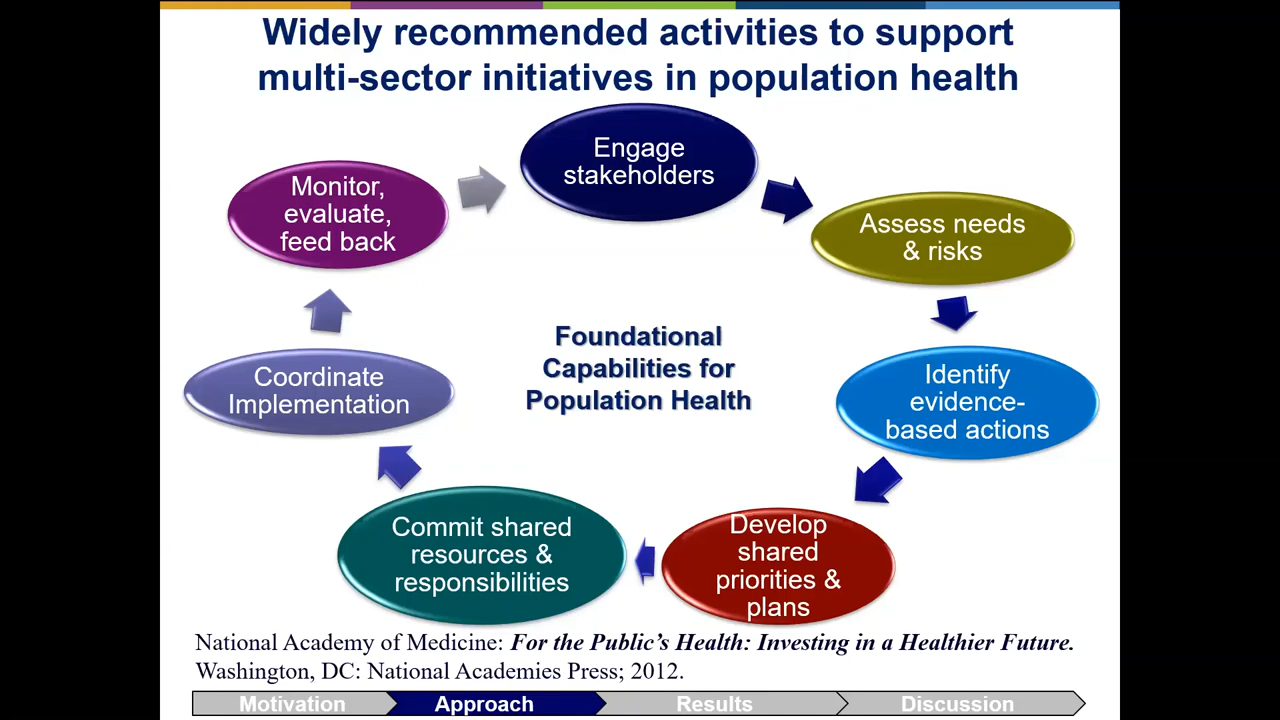 Widely recommended activities to support
multi-sector initiatives in population health
Engage
stakeholders
Assess needs
& risks
Identify
evidence-
based actions
Develop
shared
priorities &
plans
Commit shared
resources &
responsibilities
Coordinate
Implementation
Monitor,
evaluate,
feed back
Foundational
Capabilities for
Population Health
National Academy of Medicine: For the Public’s Health: Investing in a Healthier Future.
Washington, DC: National Academies Press; 2012.
Motivation Approach Results Discussion